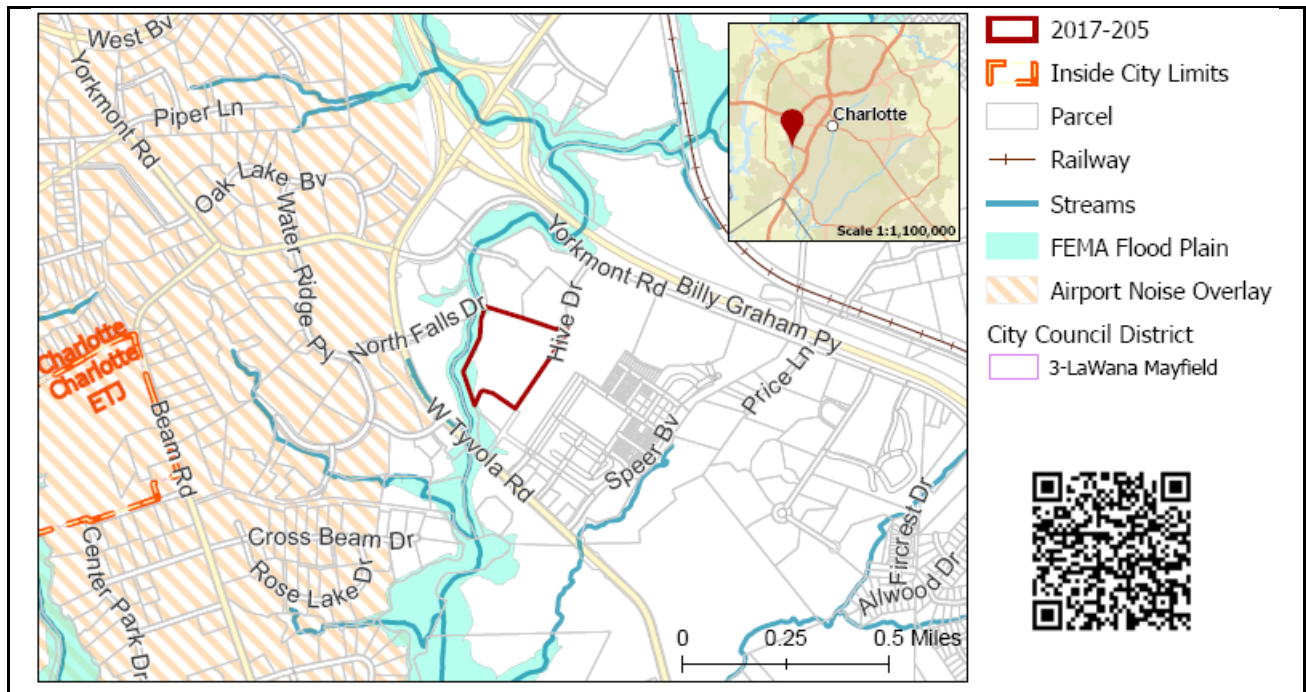 West Bv
Yorkmont Rd
Piper Ln
Oak Lake Bv
Water Ridge Py
North Falls Dr
Yorkmont Rd
Billy Graham Py
Hive Dr
Price Ln
Speer Bv
W Tyvola Rd
Charlotte
Charlotte
ETJ
Beam Rd
Cross Beam Dr
Rose Lake Dr
Center Park Dr
Fircrest Dr
Allwood Dr
0 0.25 0.5 Miles
Charlotte
Scale 1:1,100,000
2017-205
Inside City Limits
Parcel
Railway
Streams
FEMA Flood Plain
Airport Noise Overlay
City Council District
3-LaWana Mayfield